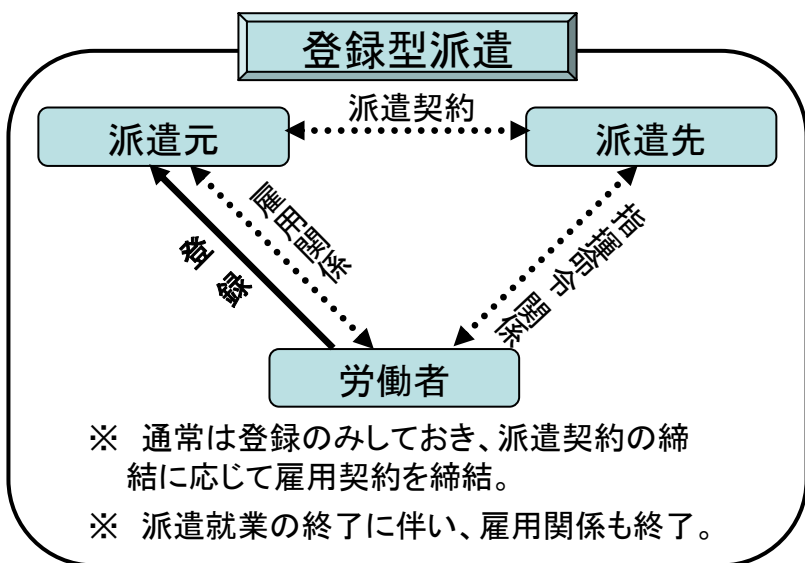 登録型派遣
派遣契約
派遣元
派遣先
雇用関係
指揮命令関係
登録
労働者
※ 通常は登録のみしておき、派遣契約の締
結に応じて雇用契約を締結。
※ 派遣就業の終了に伴い、雇用関係も終了。